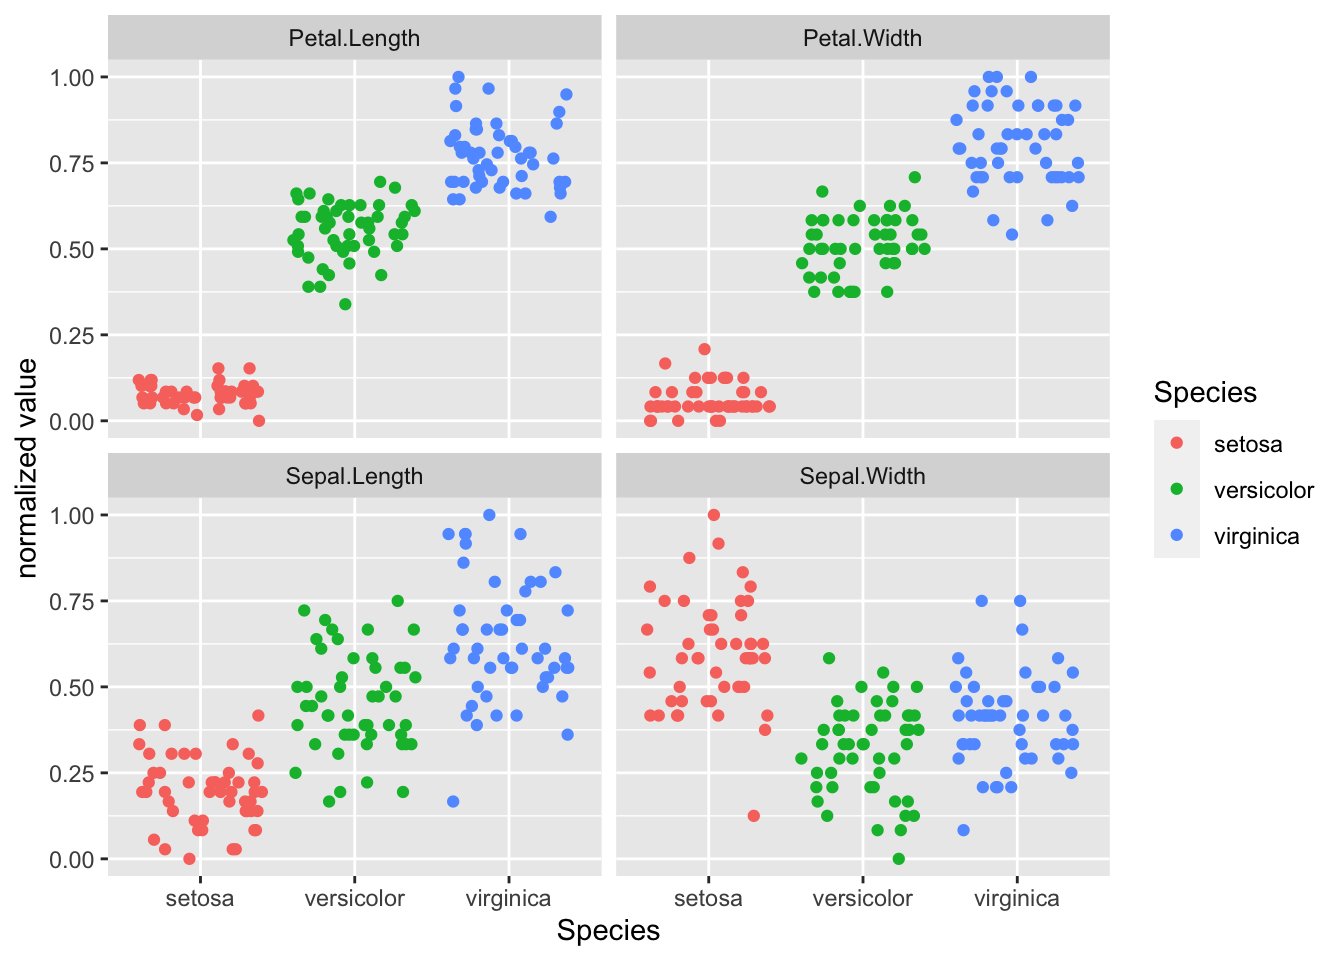 Petal.Length
Petal.Width
1.00
0.75
0.50
0.25
0.00
Sepal.Length
Sepal.Width
1.00
0.75
0.50
0.25
0.00
setosa
versicolor
virginica
setosa
versicolor
virginica
Species
normalized value
Species
setosa
versicolor
virginica